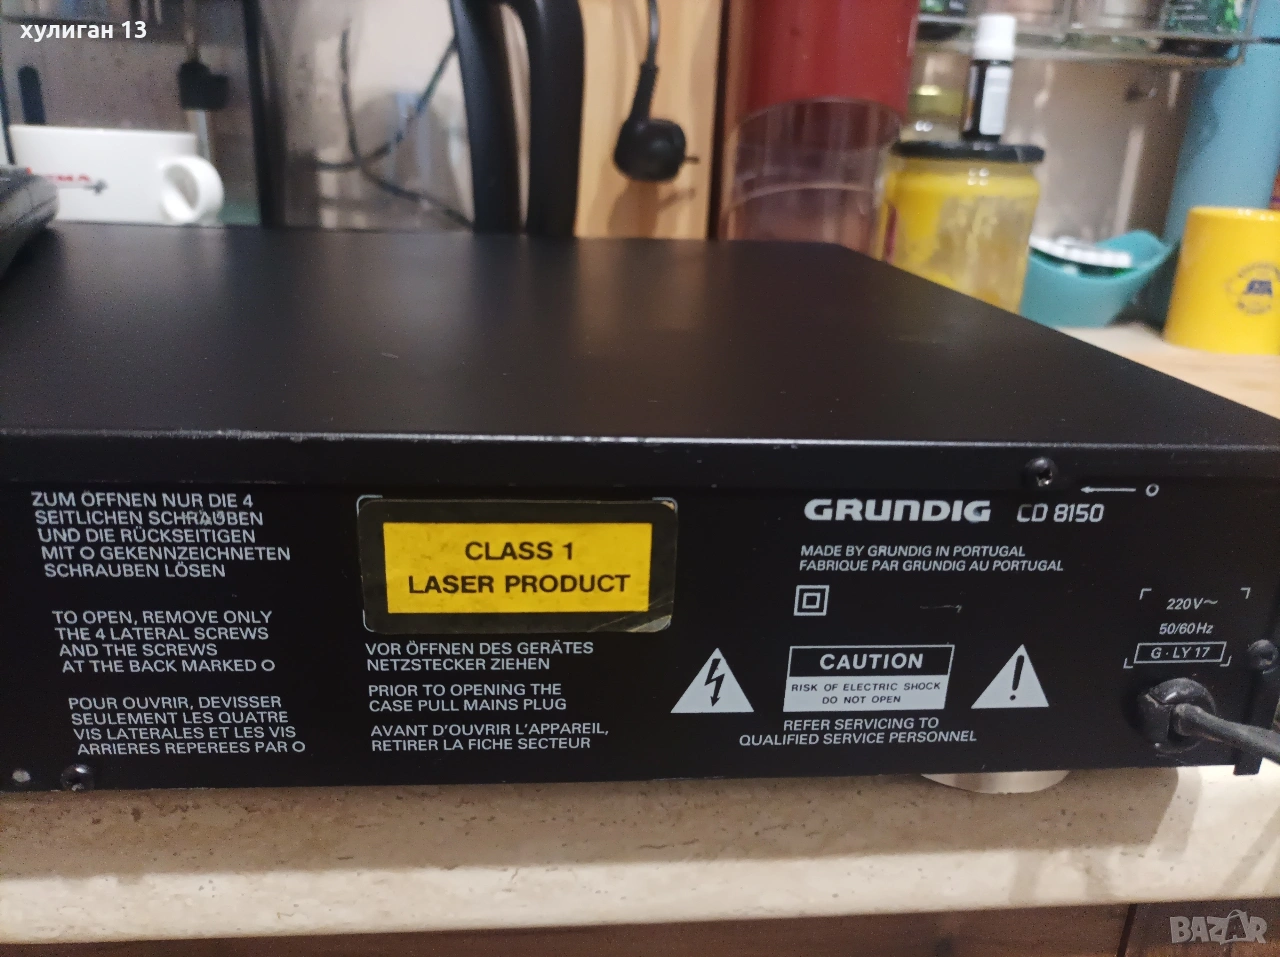 хулиган 13
ZUM ÖFFNEN NUR DIE 4
SEITLICHEN SCHRAUBEN
UND DIE RÜCKSEITIGEN
MIT O GEKENNZEICHNETEN
SCHRAUBEN LÖSEN
TO OPEN, REMOVE ONLY
THE 4 LATERAL SCREWS
AND THE SCREWS
AT THE BACK MARKED O
POUR OUVRIR, DEVISSER
SEULEMENT LES QUATRE
VIS LATERALES ET LES VIS
ARRIERES REPEREES PAR O
CLASS 1
LASER PRODUCT
VOR ÖFFNEN DES GERÄTES
NETZSTECKER ZIEHEN
PRIOR TO OPENING THE
CASE PULL MAINS PLUG
AVANT D'OUVRIR L'APPAREIL,
RETIRER LA FICHE SECTEUR
GRUNDIG CD 8150
MADE BY GRUNDIG IN PORTUGAL
FABRIQUE PAR GRUNDIG AU PORTUGAL
CAUTION
RISK OF ELECTRIC SHOCK
DO NOT OPEN
REFER SERVICING TO
QUALIFIED SERVICE PERSONNEL
O
220V~
50/60Hz
G·LY 17
BAZAR